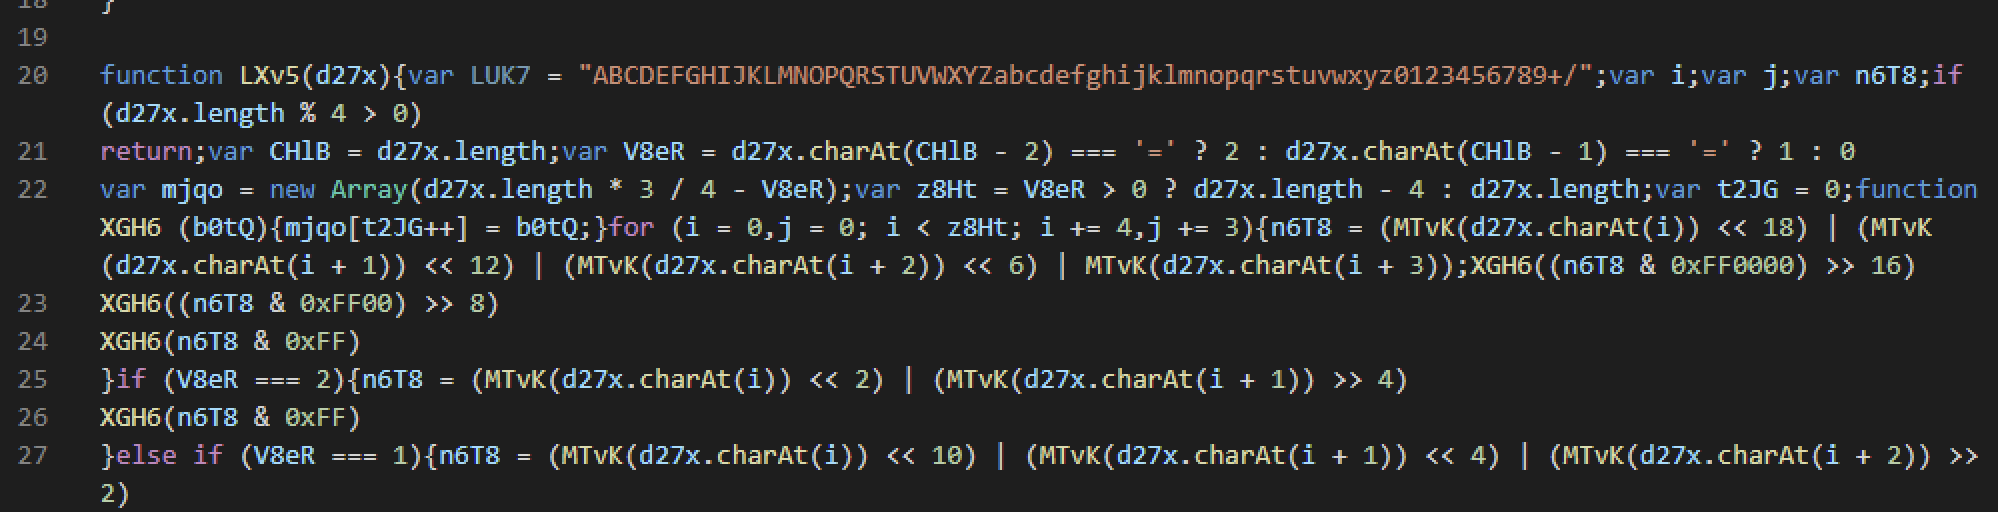 18 }
19
20 function LXv5(d27x){var LUK7 = "ABCDEFGHIJKLMNOPQRSTUVWXYZabcdefghijklmnopqrstuvwxyz0123456789+/";var i;var j;var n6T8;if
(d27x.length % 4 > 0)
21 return;var CHlB = d27x.length;var V8eR = d27x.charAt(CHlB - 2) === '=' ? 2 : d27x.charAt(CHlB - 1) === '=' ? 1 : 0
22 var mjqo = new Array(d27x.length * 3 / 4 - V8eR);var z8Ht = V8eR > 0 ? d27x.length - 4 : d27x.length;var t2JG = 0;function
XGH6 (b0tQ){mjqo[t2JG++] = b0tQ;}for (i = 0,j = 0; i < z8Ht; i += 4,j += 3){n6T8 = (MTvK(d27x.charAt(i)) << 18) | (MTvK
(d27x.charAt(i + 1)) << 12) | (MTvK(d27x.charAt(i + 2)) << 6) | MTvK(d27x.charAt(i + 3));XGH6((n6T8 & 0xFF0000) >> 16)
23 XGH6((n6T8 & 0xFF00) >> 8)
24 XGH6(n6T8 & 0xFF)
25 }if (V8eR === 2){n6T8 = (MTvK(d27x.charAt(i)) << 2) | (MTvK(d27x.charAt(i + 1)) >> 4)
26 XGH6(n6T8 & 0xFF)
27 }else if (V8eR === 1){n6T8 = (MTvK(d27x.charAt(i)) << 10) | (MTvK(d27x.charAt(i + 1)) << 4) | (MTvK(d27x.charAt(i + 2)) >>
2)